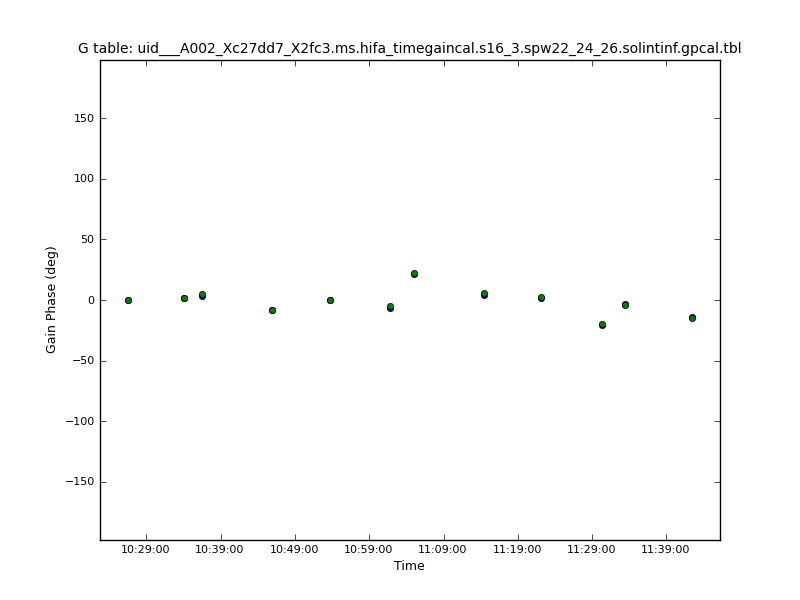 G table: uid___A002_Xc27dd7_X2fc3.ms.hifa_timegaincal.s16_3.spw22_24_26.solintinf.gpcal.tbl
150
100
50
0
−50
−100
−150
Gain Phase (deg)
10:29:00 10:39:00 10:49:00 10:59:00 11:09:00 11:19:00 11:29:00 11:39:00
Time